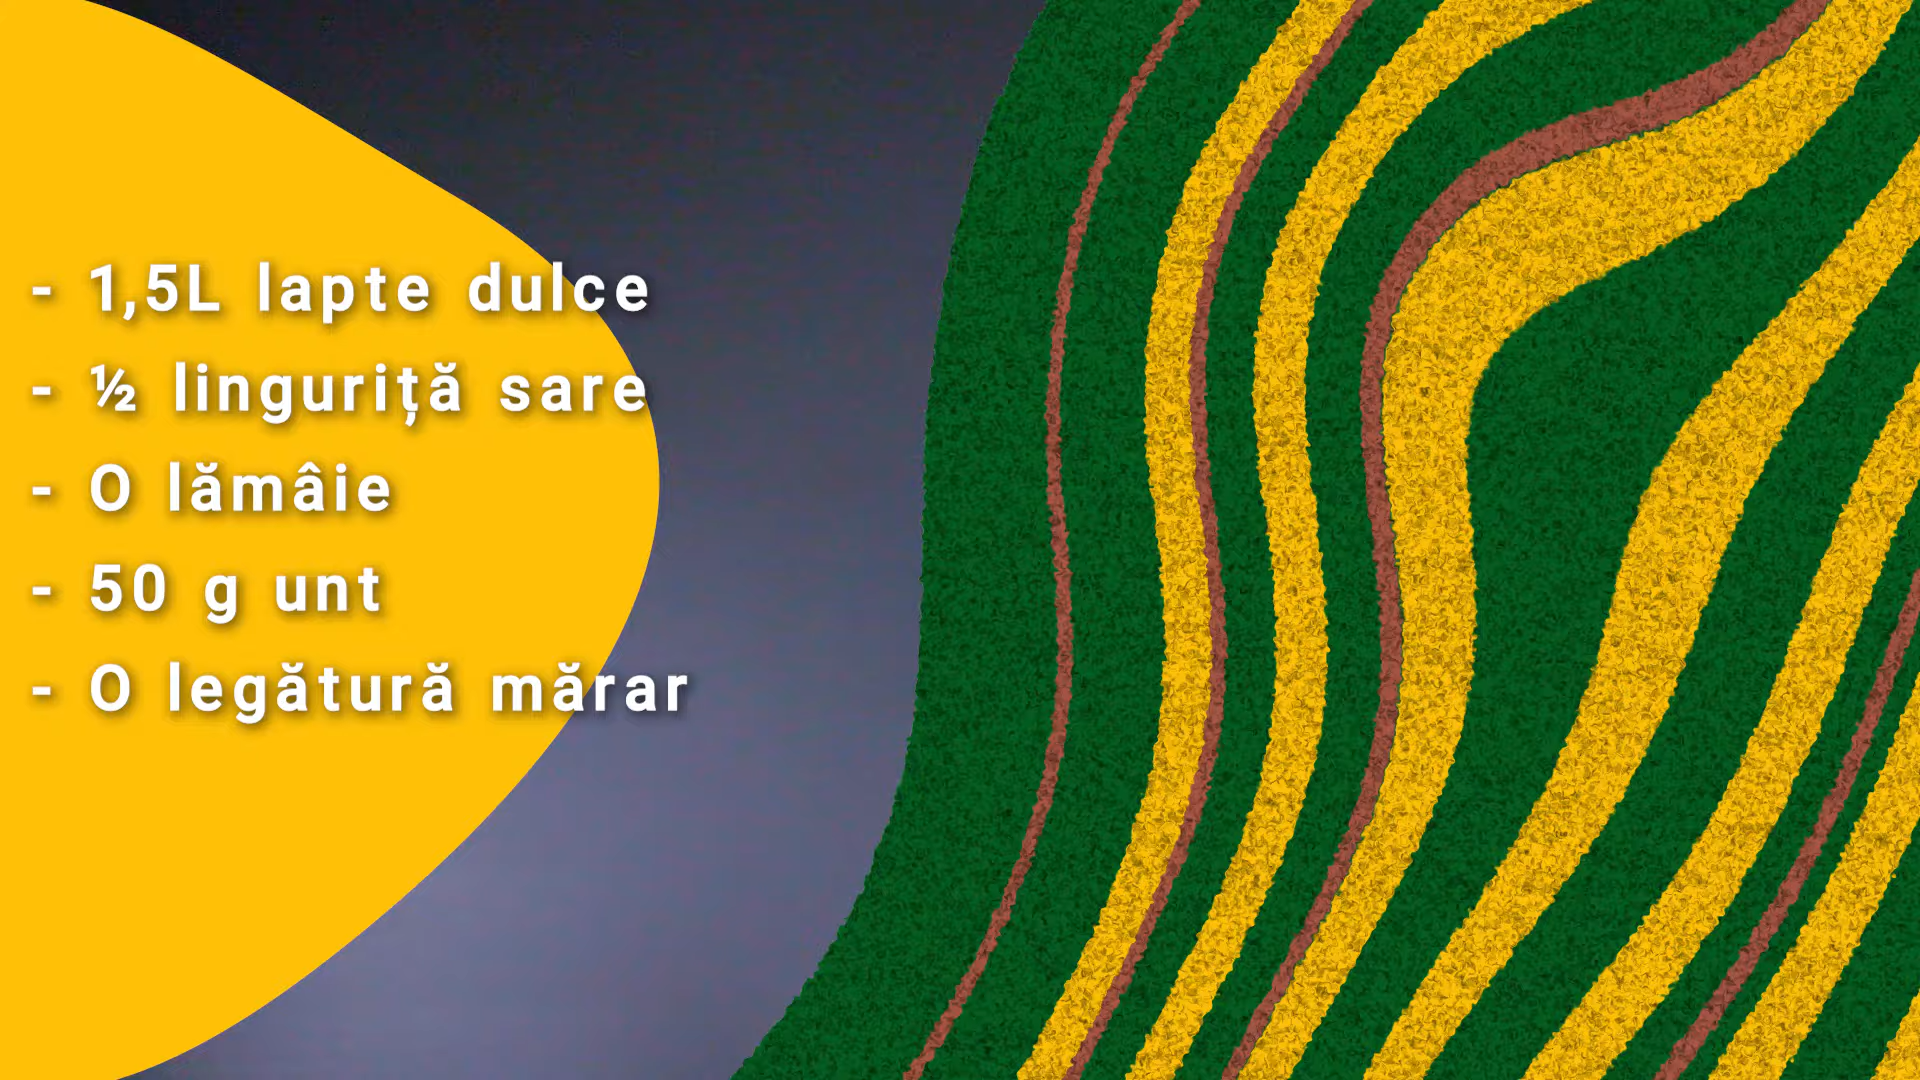 - 1,5L lapte dulce
- ½ linguriță sare
- O lămâie
- 50 g unt
- O legătură mărar